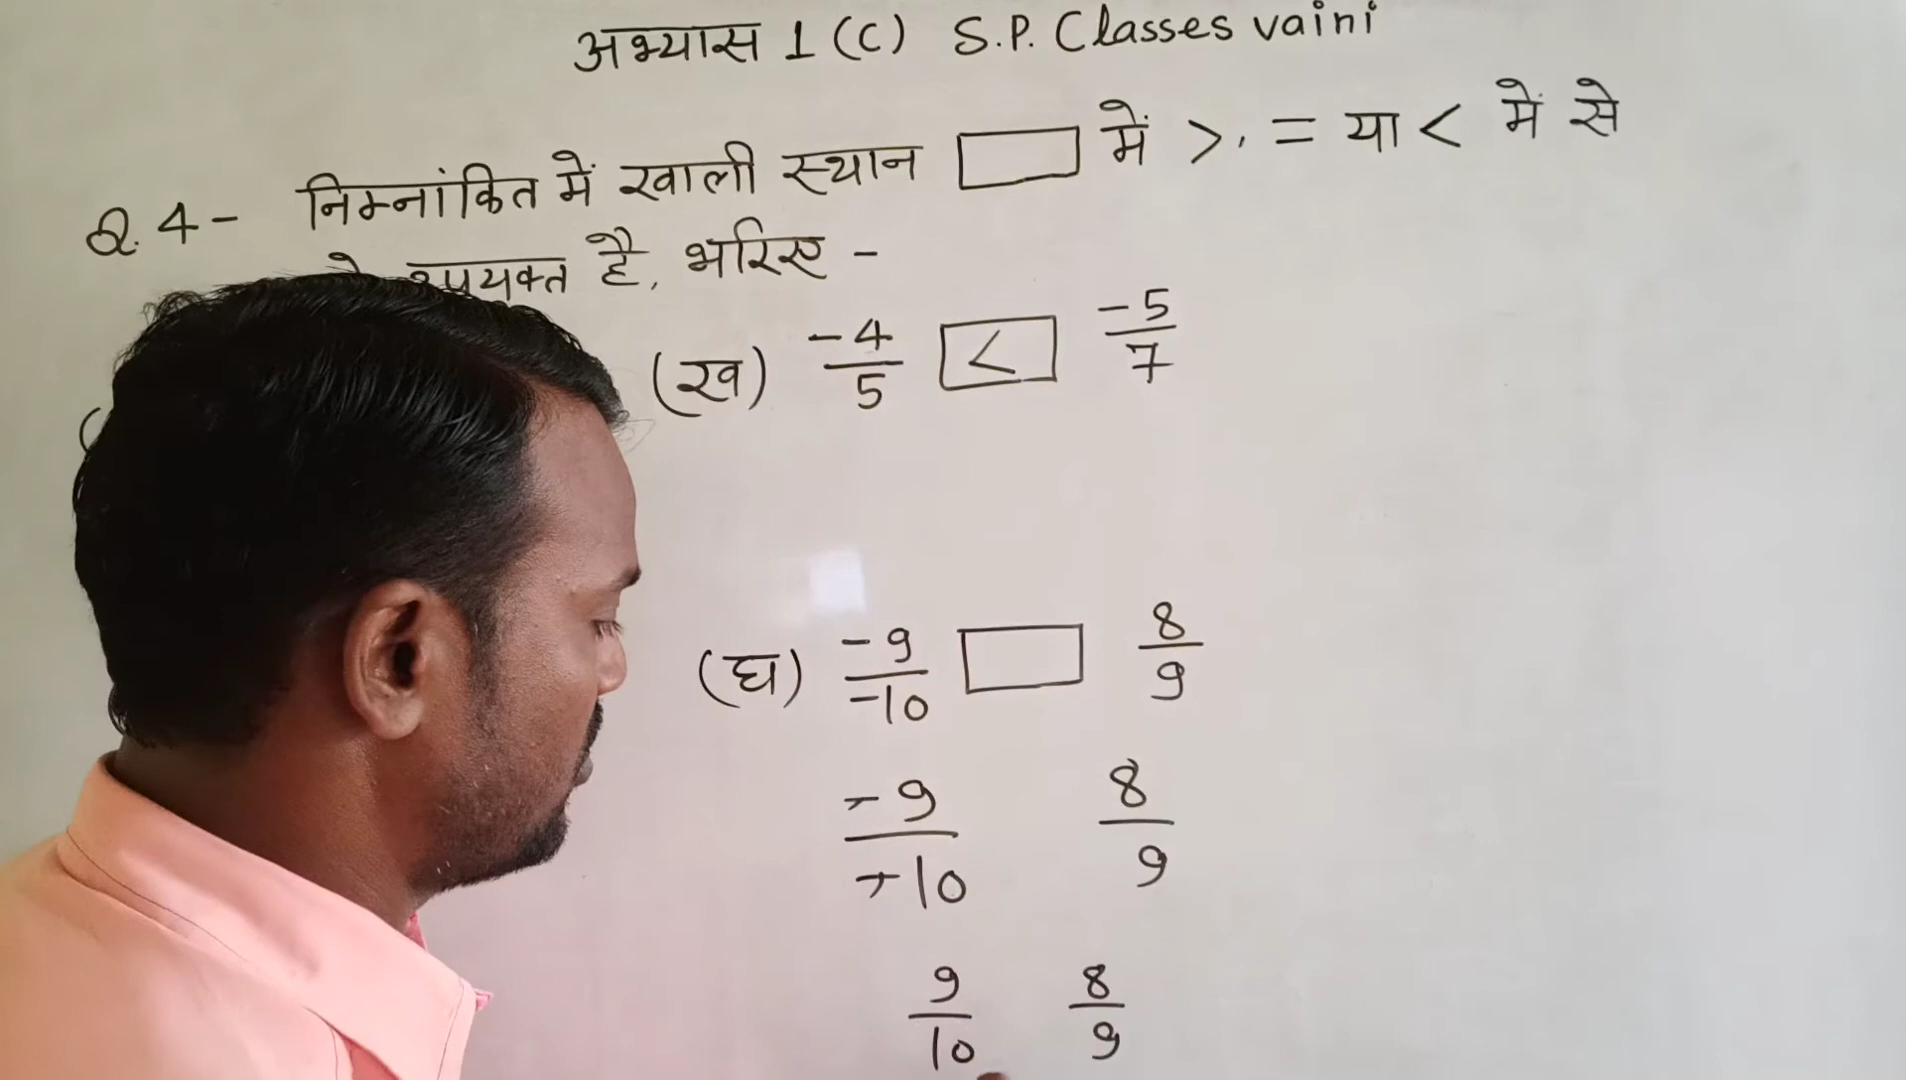 अभ्यास 1 (C) S.P. Classes vaini
Q. 4- निम्नांकित में खाली स्थान □ में >, = या < में से
है, भरिए -
(ख) -4/5 < -5/7
(घ) -9/-10 □ 8/9
-9/-10 8/9
9/10 8/9